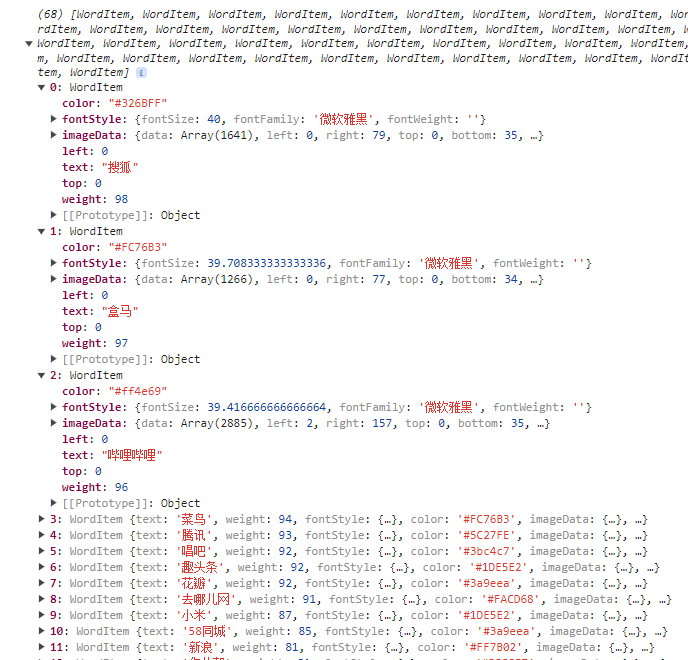 (68) [WordItem, WordItem, WordItem, WordItem, WordItem, WordItem, WordItem, WordItem, WordItem, Wo
rdItem, WordItem, WordItem, WordItem, WordItem, WordItem, WordItem, WordItem, WordItem, WordItem,
WordItem, WordItem, WordItem, WordItem, WordItem, WordItem, WordItem, WordItem, WordItem, WordItem,
m, WordItem, WordItem, WordItem, WordItem, WordItem, WordItem, WordItem, WordItem, WordItem, WordIt
tem, WordItem] i
0: WordItem
color: "#326BFF"
fontStyle: {fontSize: 40, fontFamily: '微软雅黑', fontWeight: ''}
imageData: {data: Array(1641), left: 0, right: 79, top: 0, bottom: 35, …}
left: 0
text: "搜狐"
top: 0
weight: 98
[[Prototype]]: Object
1: WordItem
color: "#FC76B3"
fontStyle: {fontSize: 39.708333333333336, fontFamily: '微软雅黑', fontWeight: ''}
imageData: {data: Array(1266), left: 0, right: 77, top: 0, bottom: 34, …}
left: 0
text: "盒马"
top: 0
weight: 97
[[Prototype]]: Object
2: WordItem
color: "#ff4e69"
fontStyle: {fontSize: 39.416666666666664, fontFamily: '微软雅黑', fontWeight: ''}
imageData: {data: Array(2885), left: 2, right: 157, top: 0, bottom: 35, …}
left: 0
text: "哔哩哔哩"
top: 0
weight: 96
[[Prototype]]: Object
3: WordItem {text: '菜鸟', weight: 94, fontStyle: {…}, color: '#FC76B3', imageData: {…}, …}
4: WordItem {text: '腾讯', weight: 93, fontStyle: {…}, color: '#5C27FE', imageData: {…}, …}
5: WordItem {text: '唱吧', weight: 92, fontStyle: {…}, color: '#3bc4c7', imageData: {…}, …}
6: WordItem {text: '趣头条', weight: 92, fontStyle: {…}, color: '#1DE5E2', imageData: {…}, …}
7: WordItem {text: '花瓣', weight: 92, fontStyle: {…}, color: '#3a9eea', imageData: {…}, …}
8: WordItem {text: '去哪儿网', weight: 91, fontStyle: {…}, color: '#FACD68', imageData: {…}, …}
9: WordItem {text: '小米', weight: 87, fontStyle: {…}, color: '#1DE5E2', imageData: {…}, …}
10: WordItem {text: '58同城', weight: 85, fontStyle: {…}, color: '#3a9eea', imageData: {…}, …}
11: WordItem {text: '新浪', weight: 81, fontStyle: {…}, color: '#FF7B02', imageData: {…}, …}